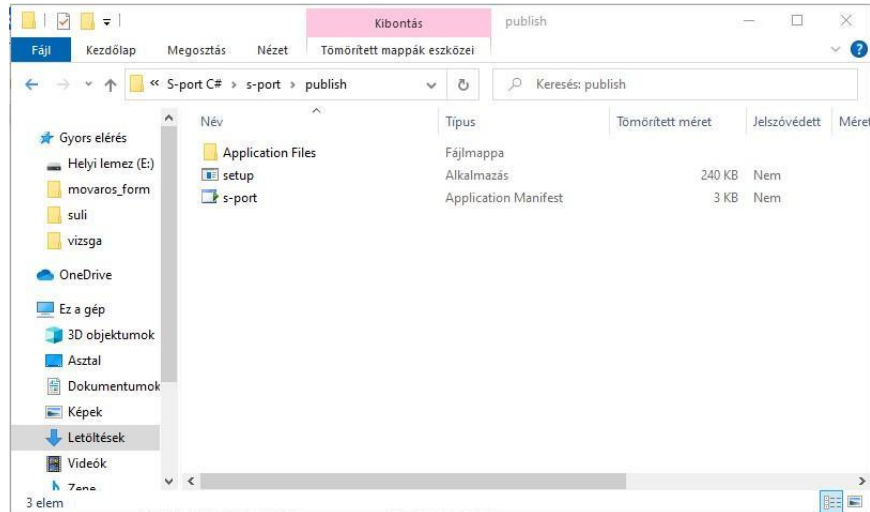 Kibontás
publish
Fájl Kezdőlap Megosztás Nézet Tömörített mappák eszközei
« S-port C# › s-port › publish
Keresés: publish
Név Típus Tömörített méret Jelszóvédett Méret
Application Files Fájlmappa
setup Alkalmazás 240 KB Nem
s-port Application Manifest 3 KB Nem
Gyors elérés
Helyi lemez (E:)
movaros_form
suli
vizsga
OneDrive
Ez a gép
3D objektumok
Asztal
Dokumentumok
Képek
Letöltések
Videók
Zene
3 elem